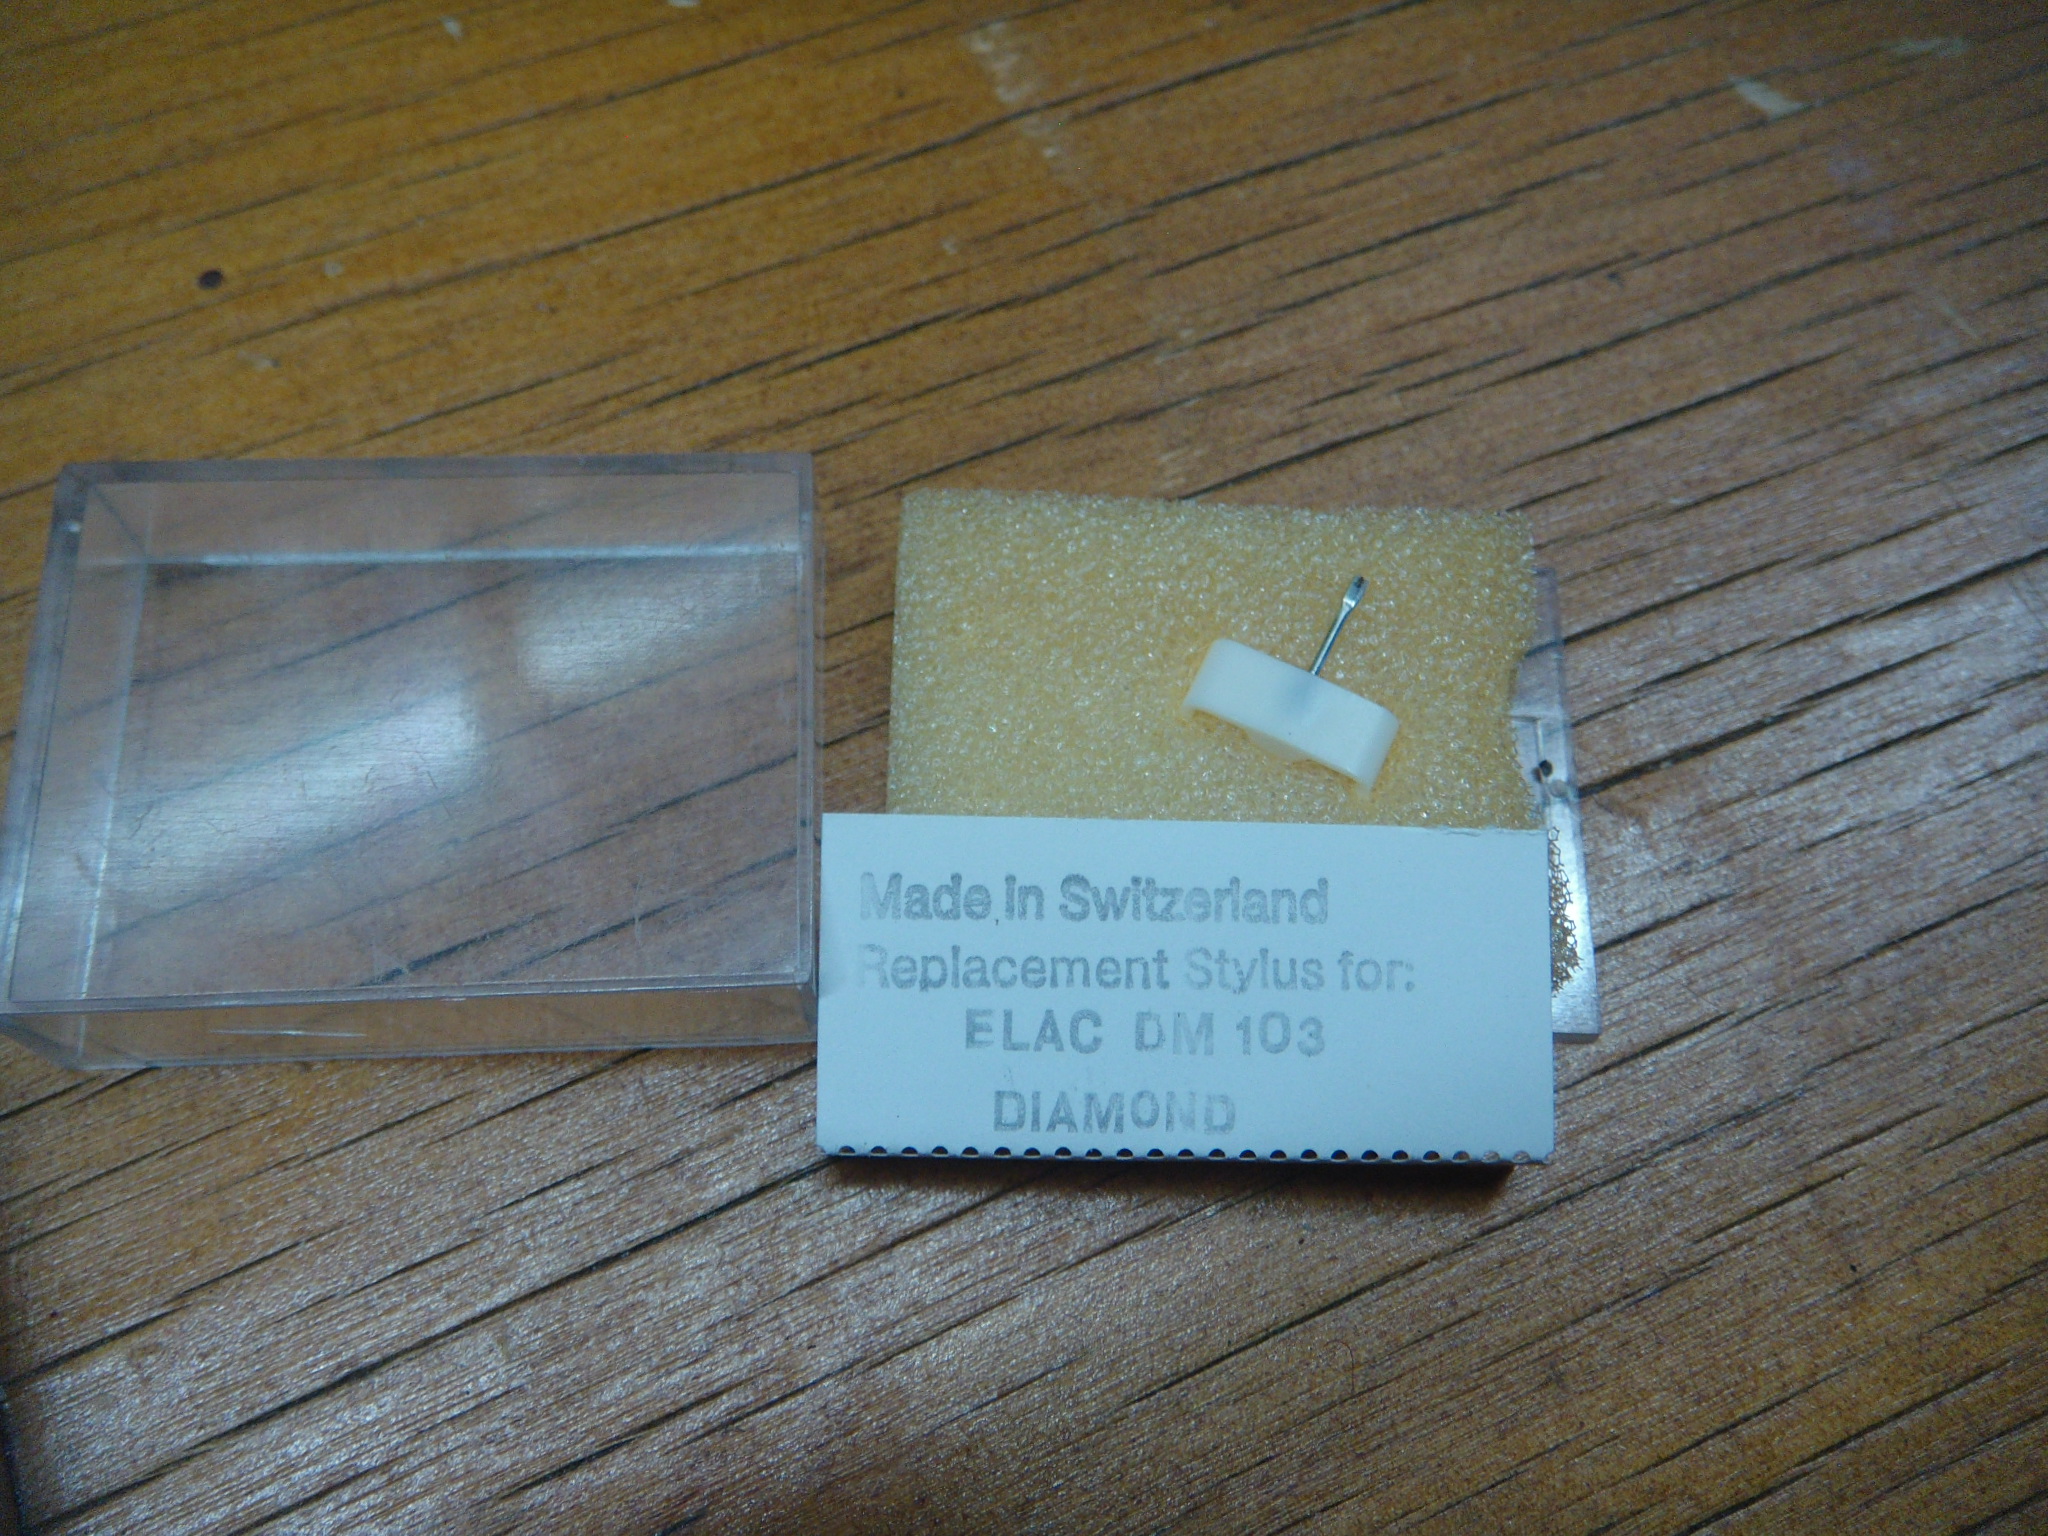 Made in Switzerland
Replacement Stylus for:
ELAC DM 103
DIAMOND